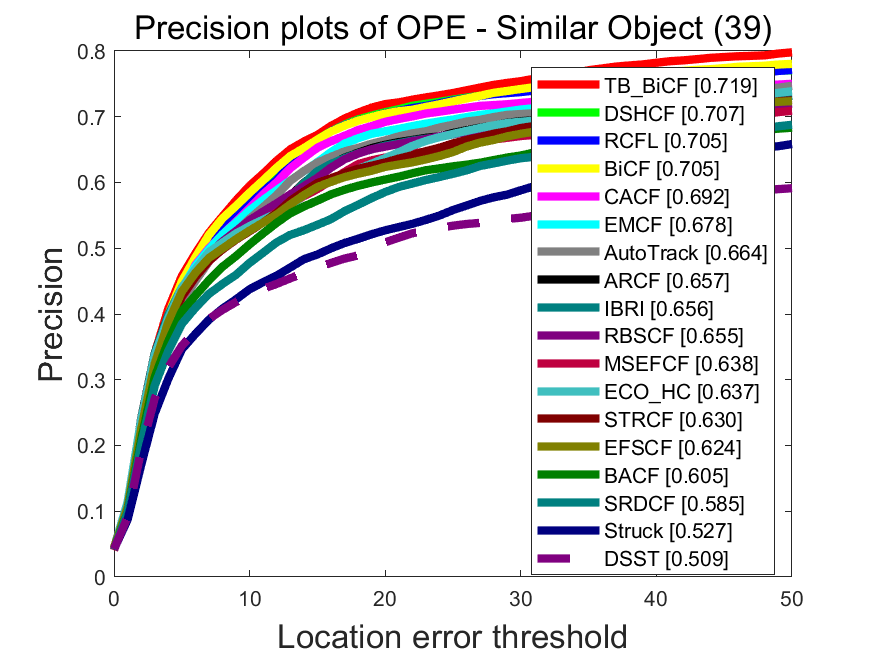 Precision plots of OPE - Similar Object (39)
0.8
0.7
0.6
0.5
0.4
0.3
0.2
0.1
0
Precision
TB_BiCF [0.719]
DSHCF [0.707]
RCFL [0.705]
BiCF [0.705]
CACF [0.692]
EMCF [0.678]
AutoTrack [0.664]
ARCF [0.657]
IBRI [0.656]
RBSCF [0.655]
MSEFCF [0.638]
ECO_HC [0.637]
STRCF [0.630]
EFSCF [0.624]
BACF [0.605]
SRDCF [0.585]
Struck [0.527]
DSST [0.509]
0 10 20 30 40 50
Location error threshold